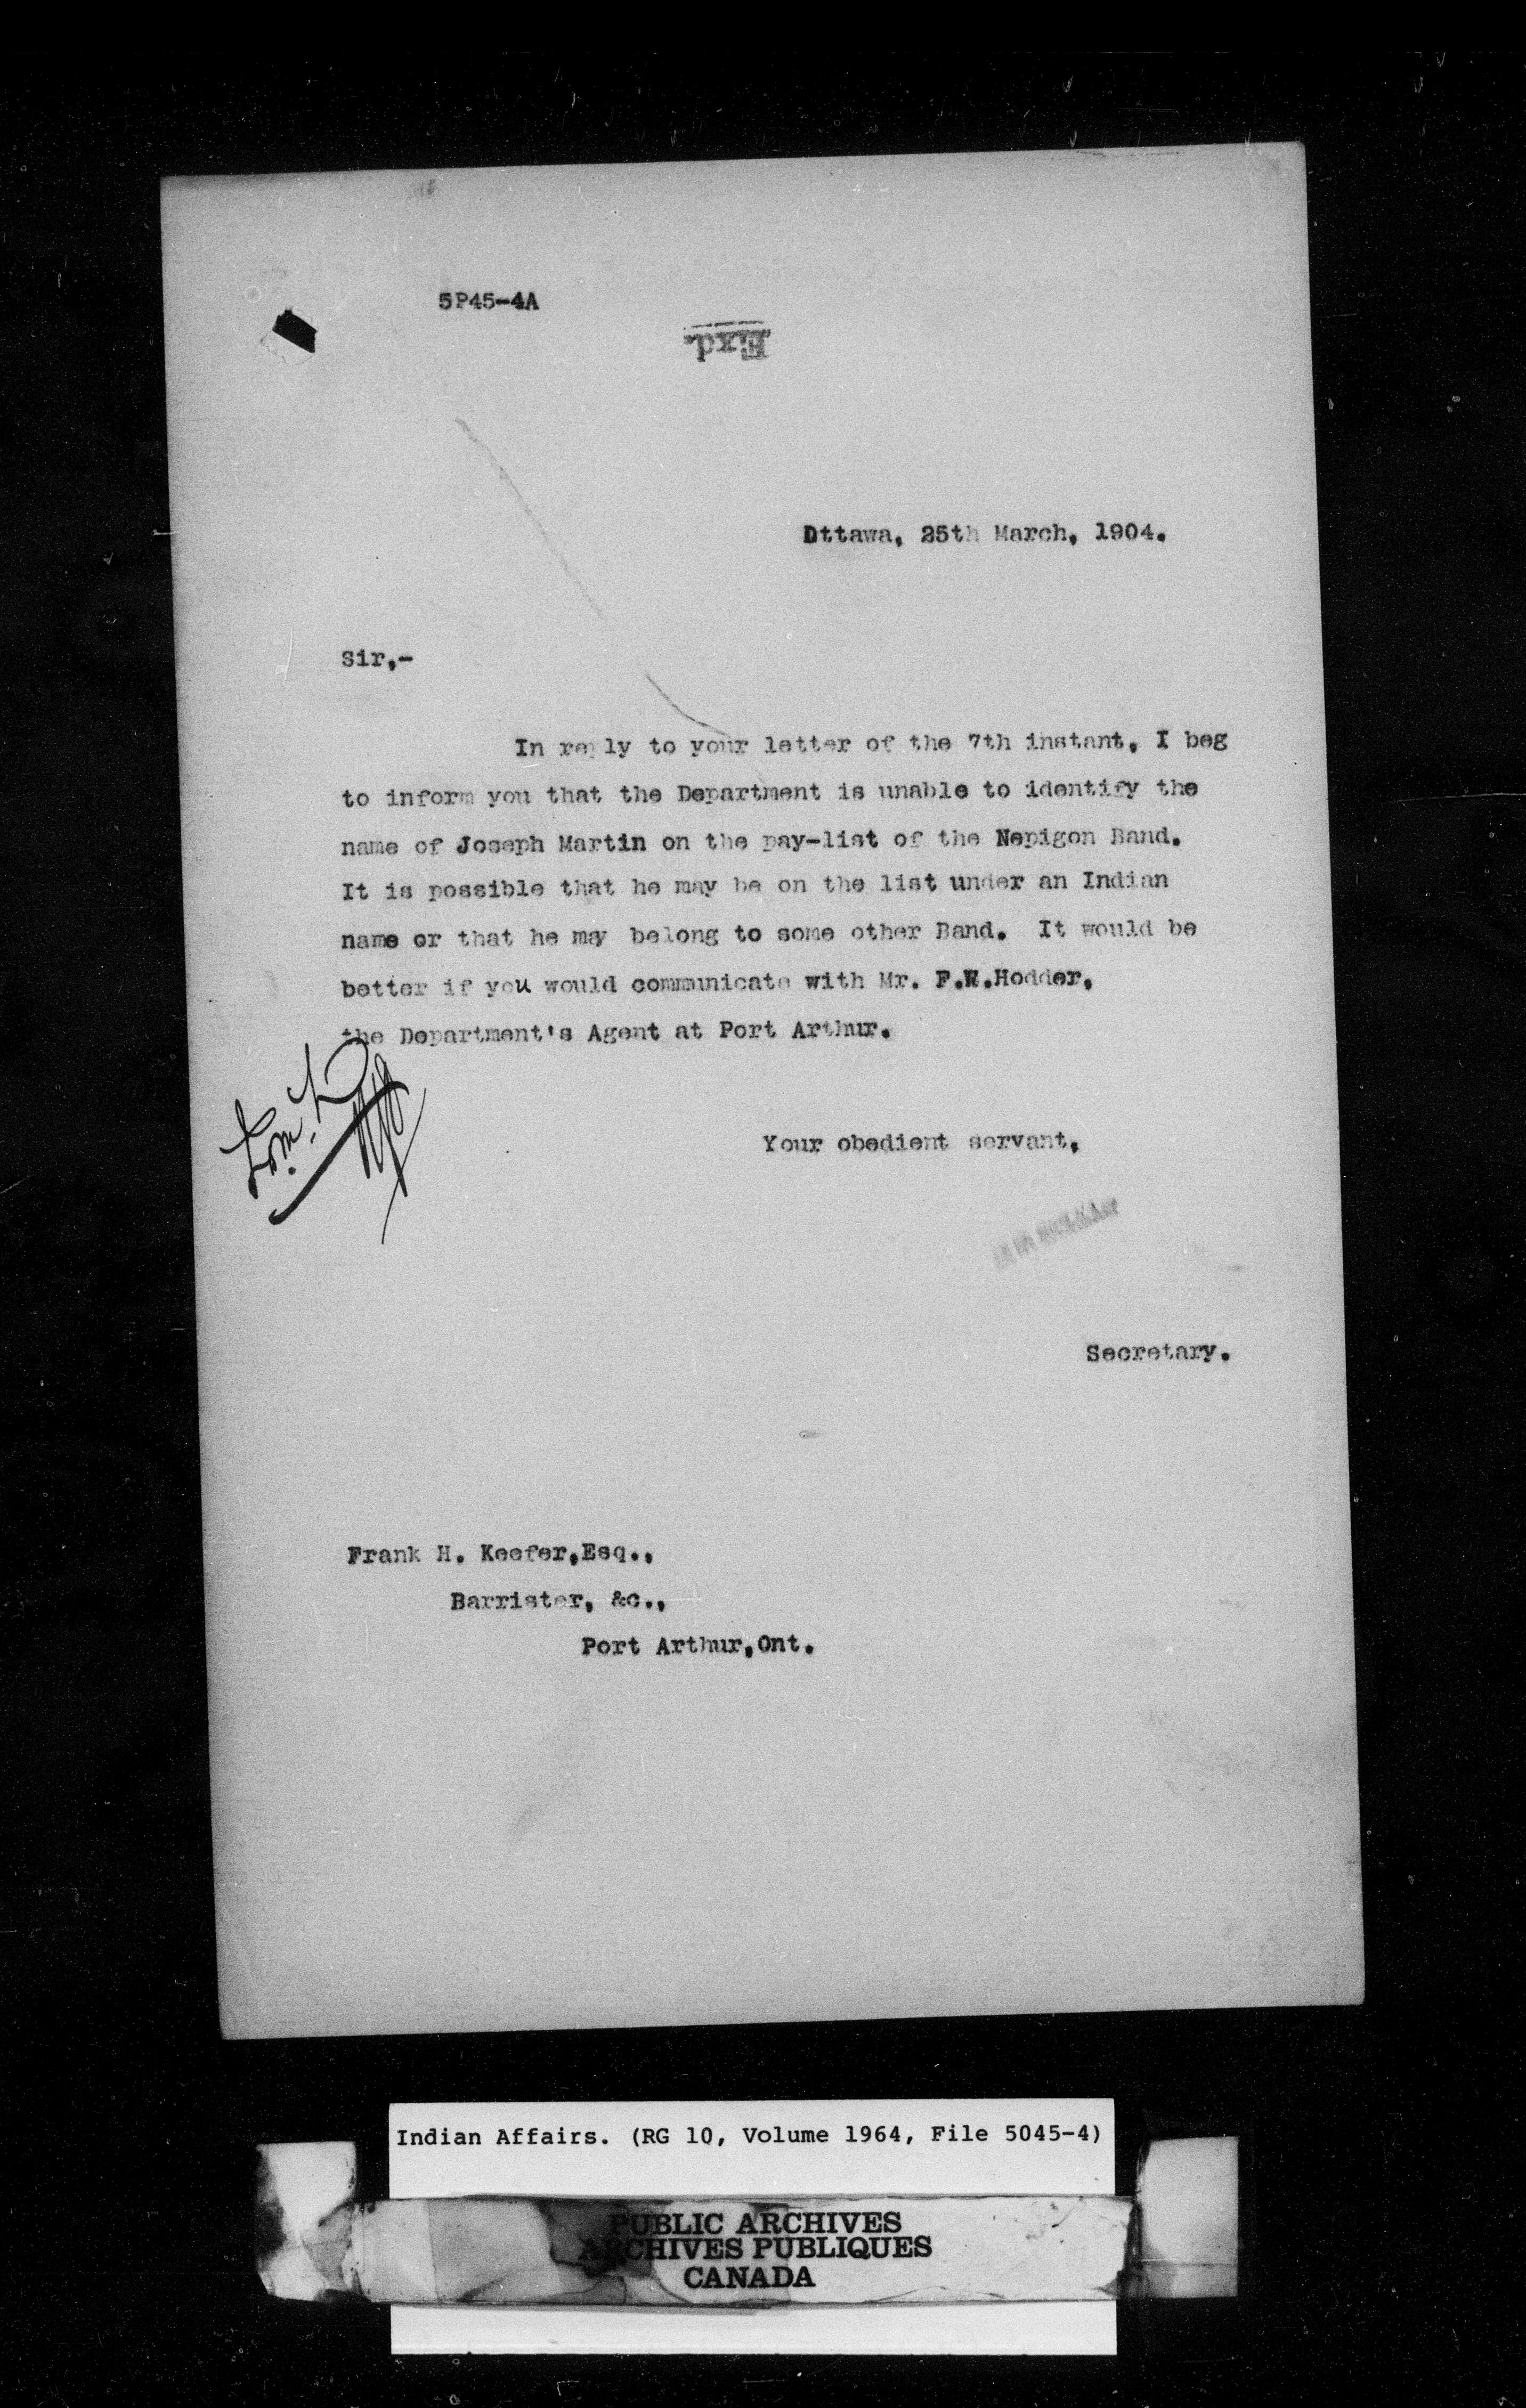 5P45-4A
Exd.
Dttawa, 25th March, 1904.
Sir,-
In reply to your letter of the 7th instant, I beg
to inform you that the Department is unable to identify the
name of Joseph Martin on the pay-list of the Nepigon Band.
It is possible that he may be on the list under an Indian
name or that he may belong to some other Band. It would be
better if you would communicate with Mr. F.W.Hodder,
the Department's Agent at Port Arthur.
Your obedient servant,
Secretary.
Frank H. Keefer,Esq.,
Barrister, &c.,
Port Arthur,Ont.
Indian Affairs. (RG 10, Volume 1964, File 5045-4)
PUBLIC ARCHIVES
ARCHIVES PUBLIQUES
CANADA